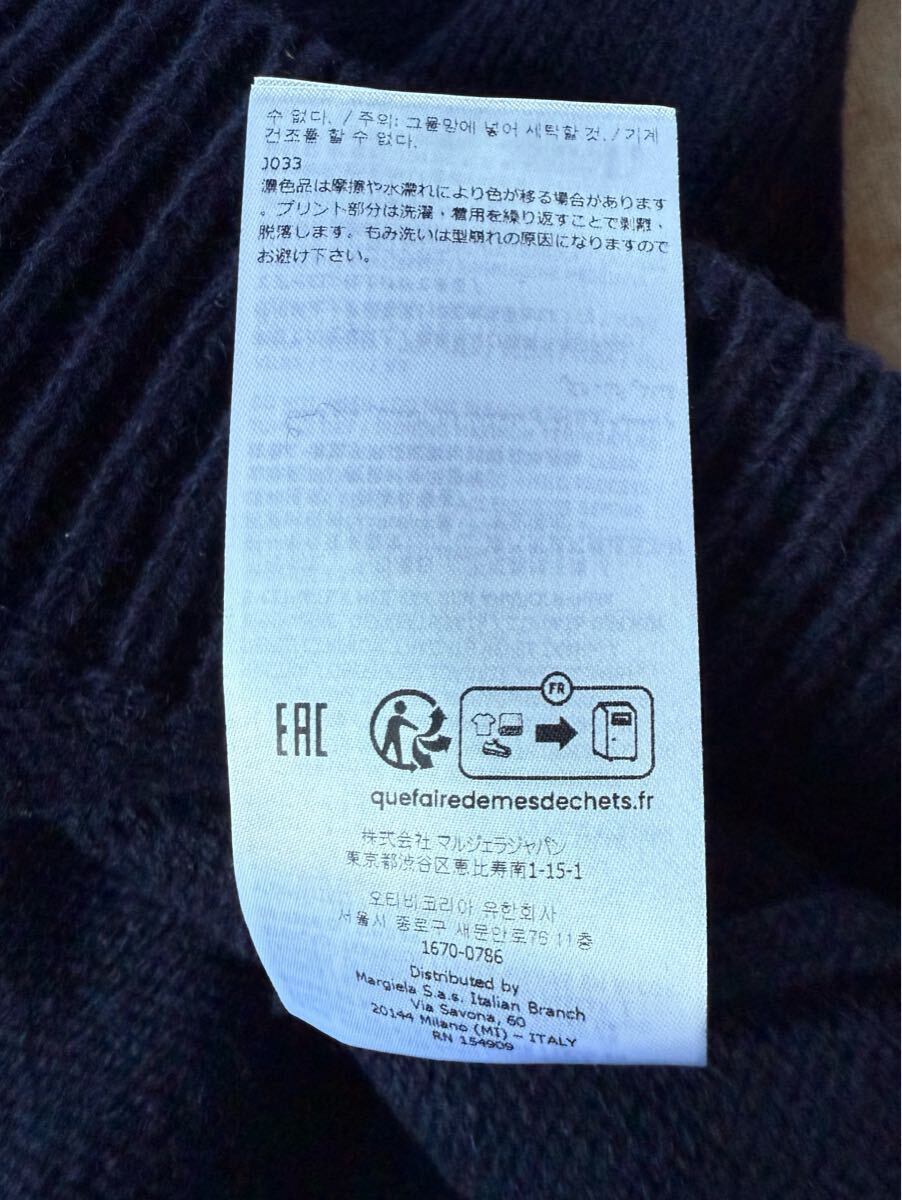 수 없다. / 주의: 그물망에 넣어 세탁할 것. / 기계
건조를 할 수 없다.
J033
濃色品は摩擦や水濡れにより色が移る場合があります
。プリント部分は洗濯・着用を繰り返すことで剥離・
脱落します。もみ洗いは型崩れの原因になりますので
お避け下さい。
EAC
FR
quefairedemesdechets.fr
株式会社 マルジェラジャパン
東京都渋谷区恵比寿南1-15-1
오티비코리아 유한회사
서울시 종로구 새문안로76 11층
1670-0786
Distributed by
Margiela S.a.s. Italian Branch
Via Savona, 60
20144 Milano (MI) - ITALY
RN 154909